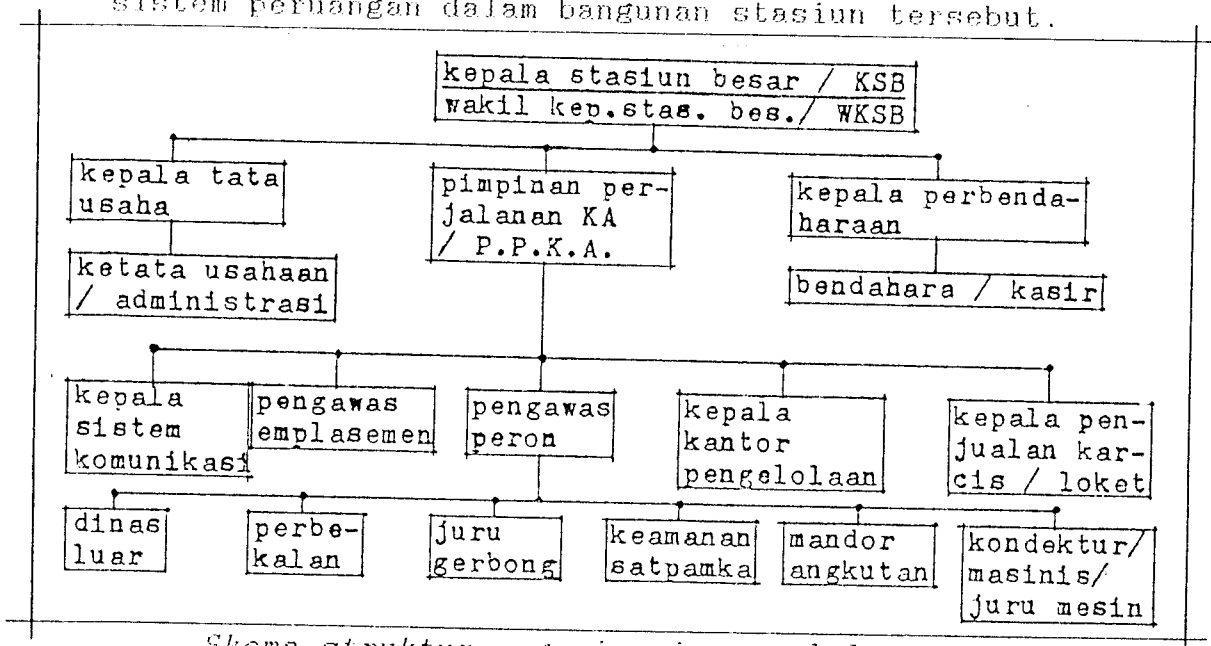 sistem peruangan dalam bangunan stasiun tersebut.
kepala stasiun besar / KSB
wakil kep.stas. bes./ WKSB
kepala tata
usaha
pimpinan per-
jalanan KA
/ P.P.K.A.
kepala perbenda-
haraan
ketata usahaan
/ administrasi
bendahara / kasir
kepala
sistem
komunikasi
pengawas
emplasemen
pengawas
peron
kepala
kantor
pengelolaan
kepala pen-
jualan kar-
cis / loket
dinas
luar
perbe-
kalan
juru
gerbong
keamanan
satpamka
mandor
angkutan
kondektur/
masinis/
juru mesin
Skema struktur